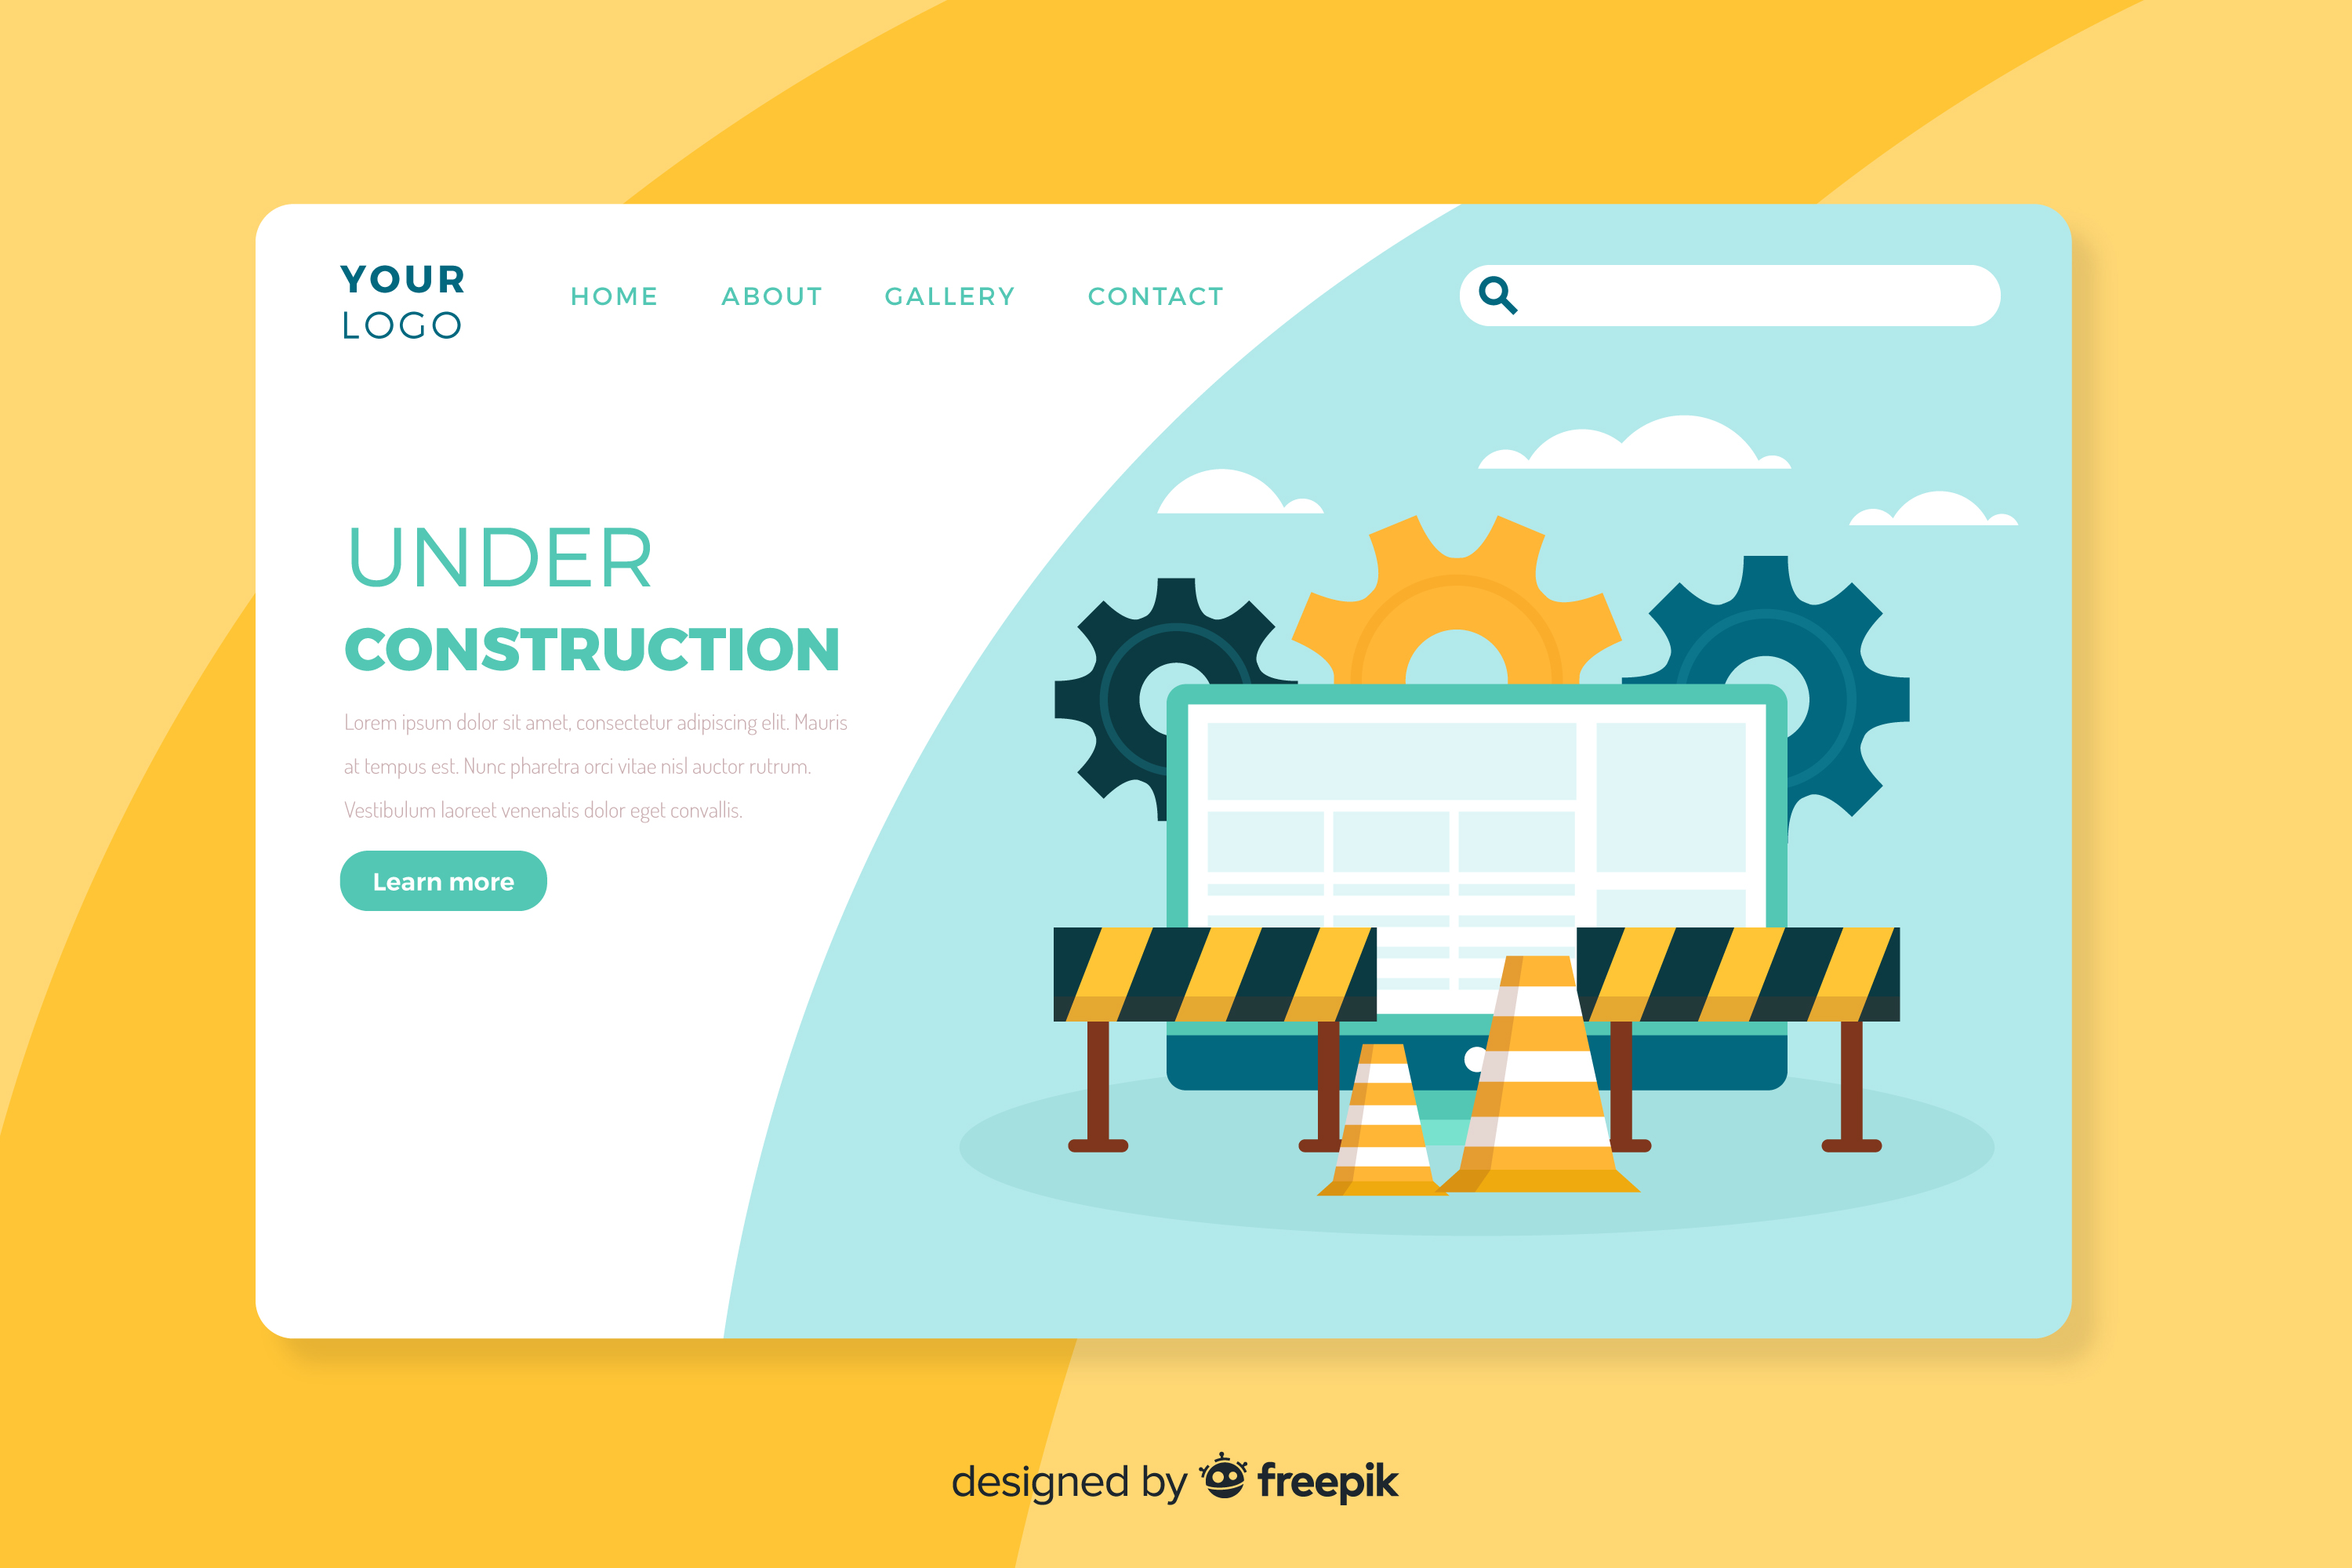 YOUR
LOGO
HOME ABOUT GALLERY CONTACT
UNDER
CONSTRUCTION
Lorem ipsum dolor sit amet, consectetur adipiscing elit. Mauris
at tempus est. Nunc pharetra orci vitae nisl auctor rutrum.
Vestibulum laoreet venenatis dolor eget convallis.
Learn more
designed by freepik